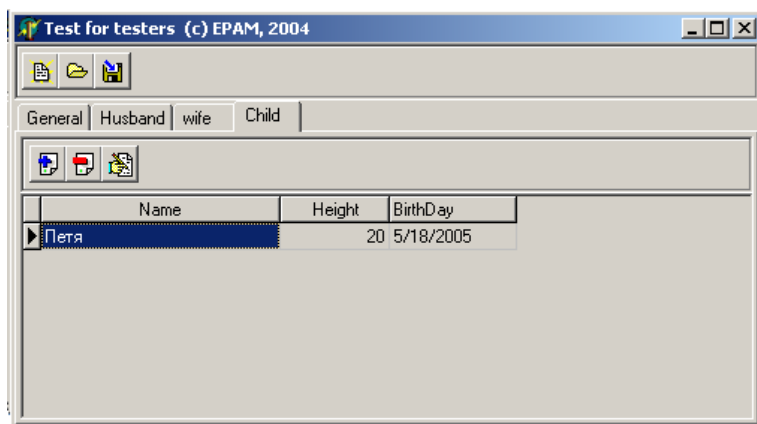 Test for testers (c) EPAM, 2004
General Husband wife Child
Name Height BirthDay
Петя 20 5/18/2005